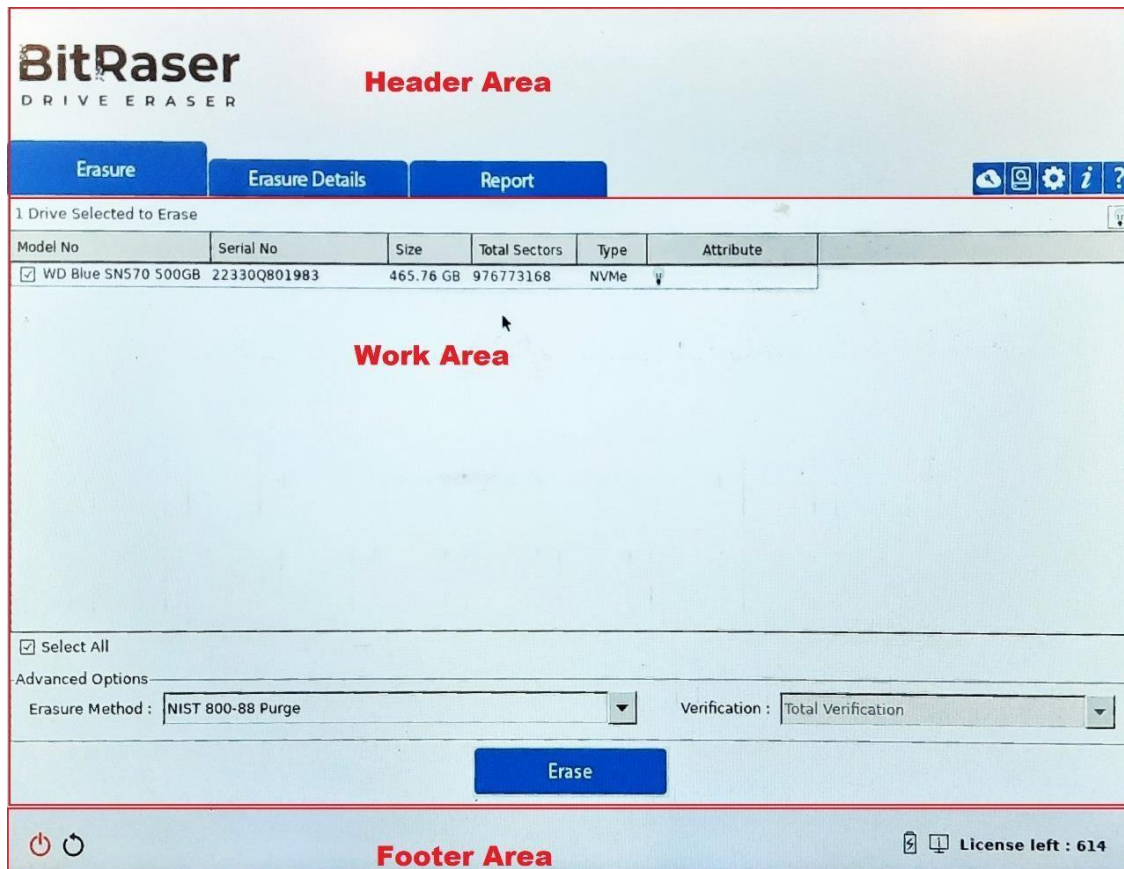 BitRaser
DRIVE ERASER
Header Area
Erasure
Erasure Details
Report
i ?
1 Drive Selected to Erase
Model No Serial No Size Total Sectors Type Attribute
WD Blue SN570 500GB 22330Q801983 465.76 GB 976773168 NVMe
Work Area
Select All
Advanced Options
Erasure Method : NIST 800-88 Purge Verification : Total Verification
Erase
License left : 614
Footer Area